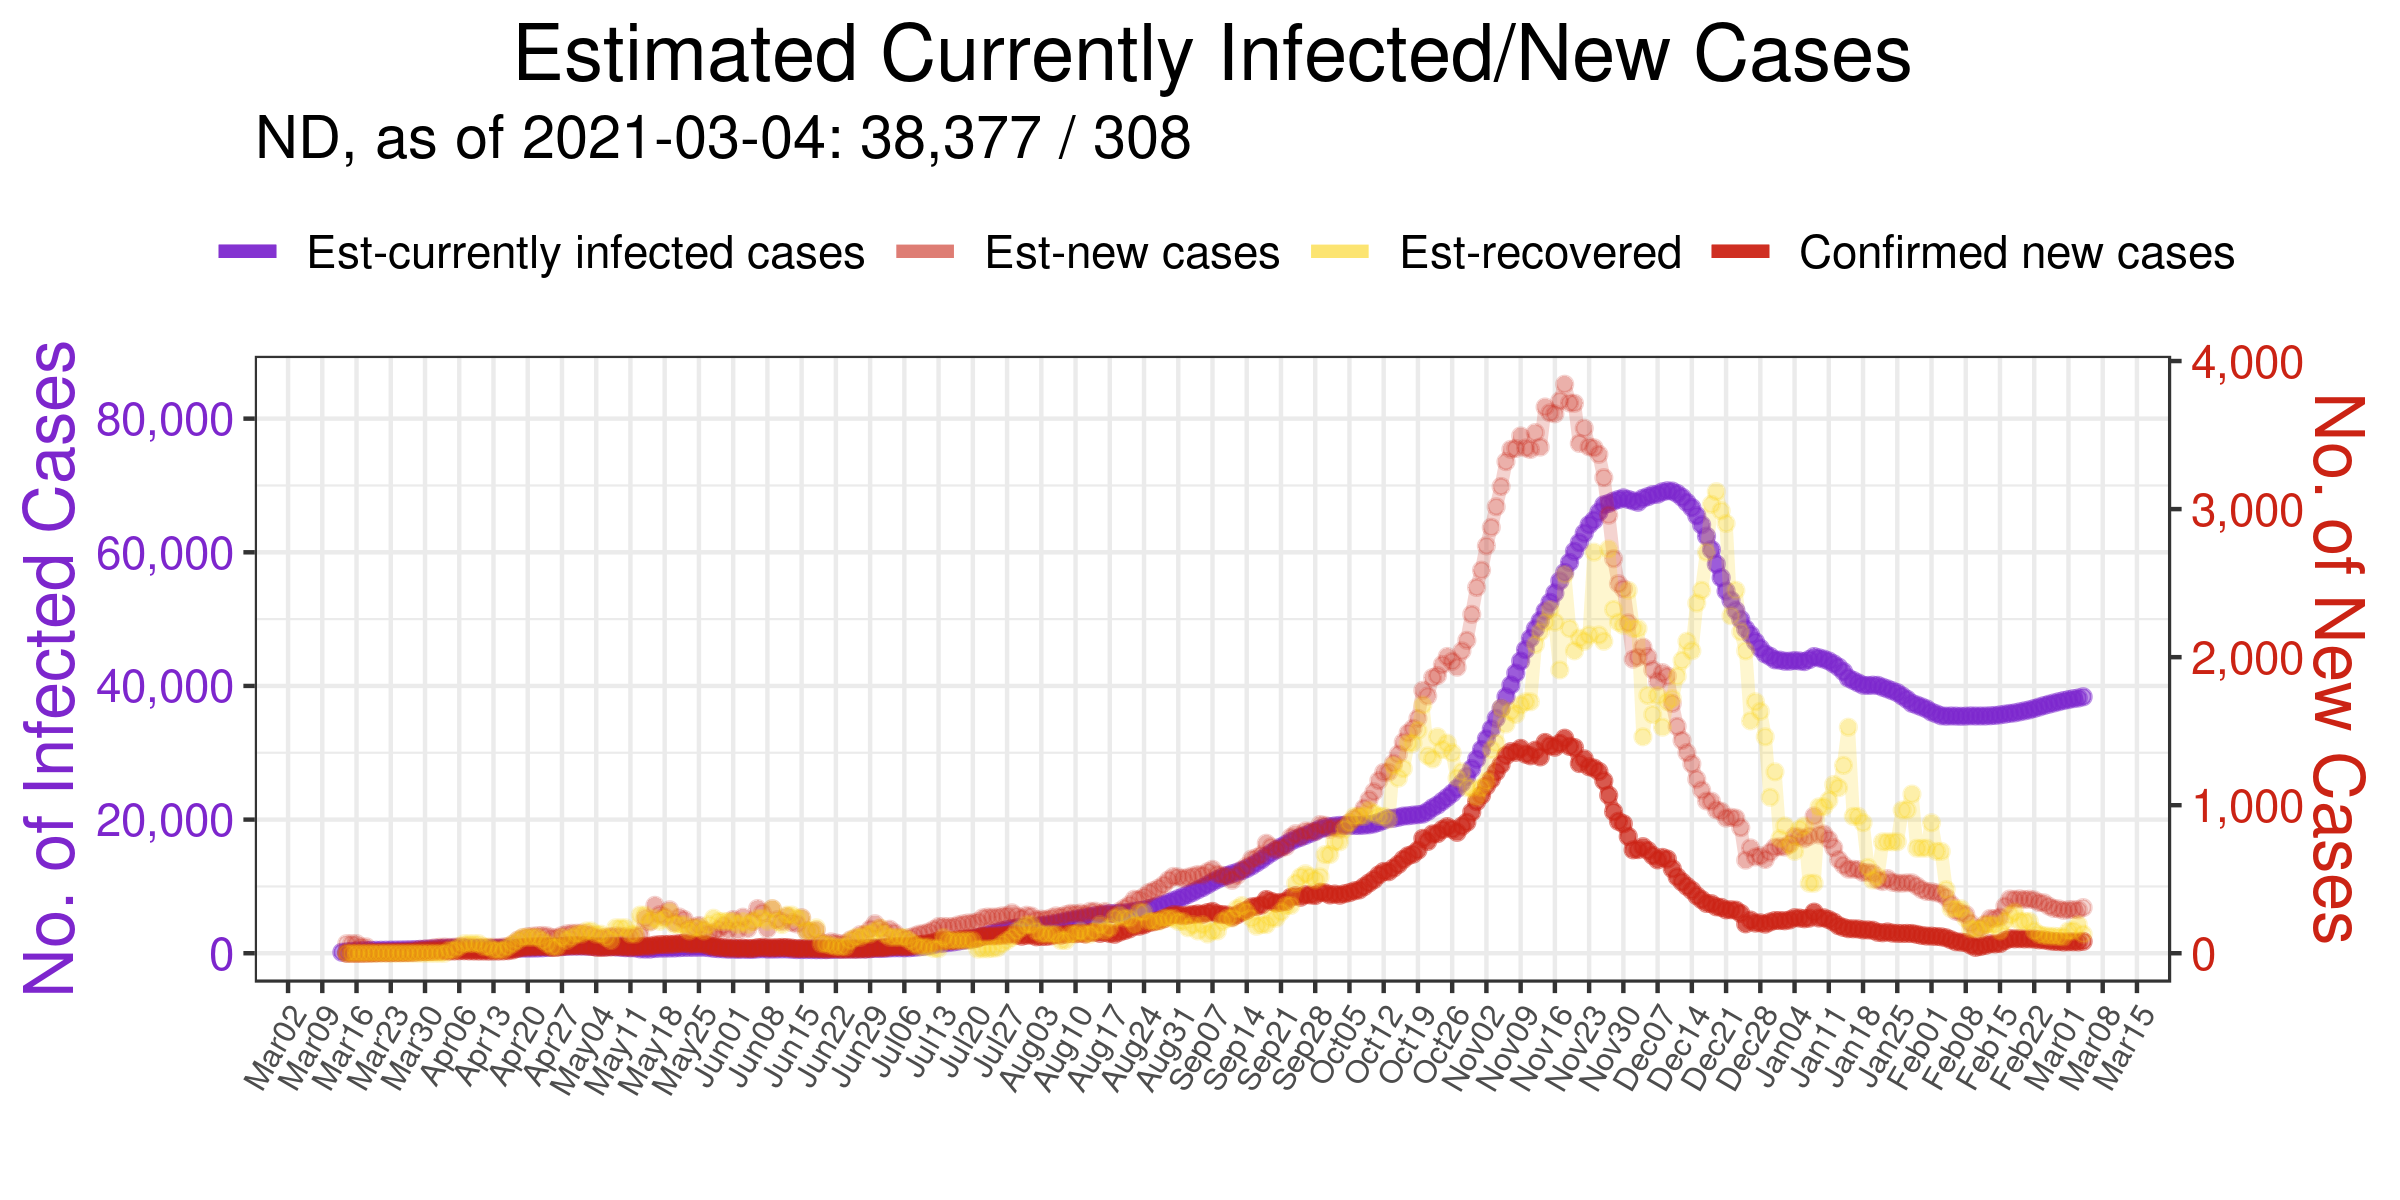 Estimated Currently Infected/New Cases
ND, as of 2021-03-04: 38,377 / 308
Est-currently infected cases Est-new cases Est-recovered Confirmed new cases
No. of Infected Cases
80,000
60,000
40,000
20,000
0
4,000
3,000
2,000
1,000
0
No. of New Cases
Mar02 Mar09 Mar16 Mar23 Mar30 Apr06 Apr13 Apr20 Apr27 May04 May11 May18 May25 Jun01 Jun08 Jun15 Jun22 Jun29 Jul06 Jul13 Jul20 Jul27 Aug03 Aug10 Aug17 Aug24 Aug31 Sep07 Sep14 Sep21 Sep28 Oct05 Oct12 Oct19 Oct26 Nov02 Nov09 Nov16 Nov23 Nov30 Dec07 Dec14 Dec21 Dec28 Jan04 Jan11 Jan18 Jan25 Feb01 Feb08 Feb15 Feb22 Mar01 Mar08 Mar15